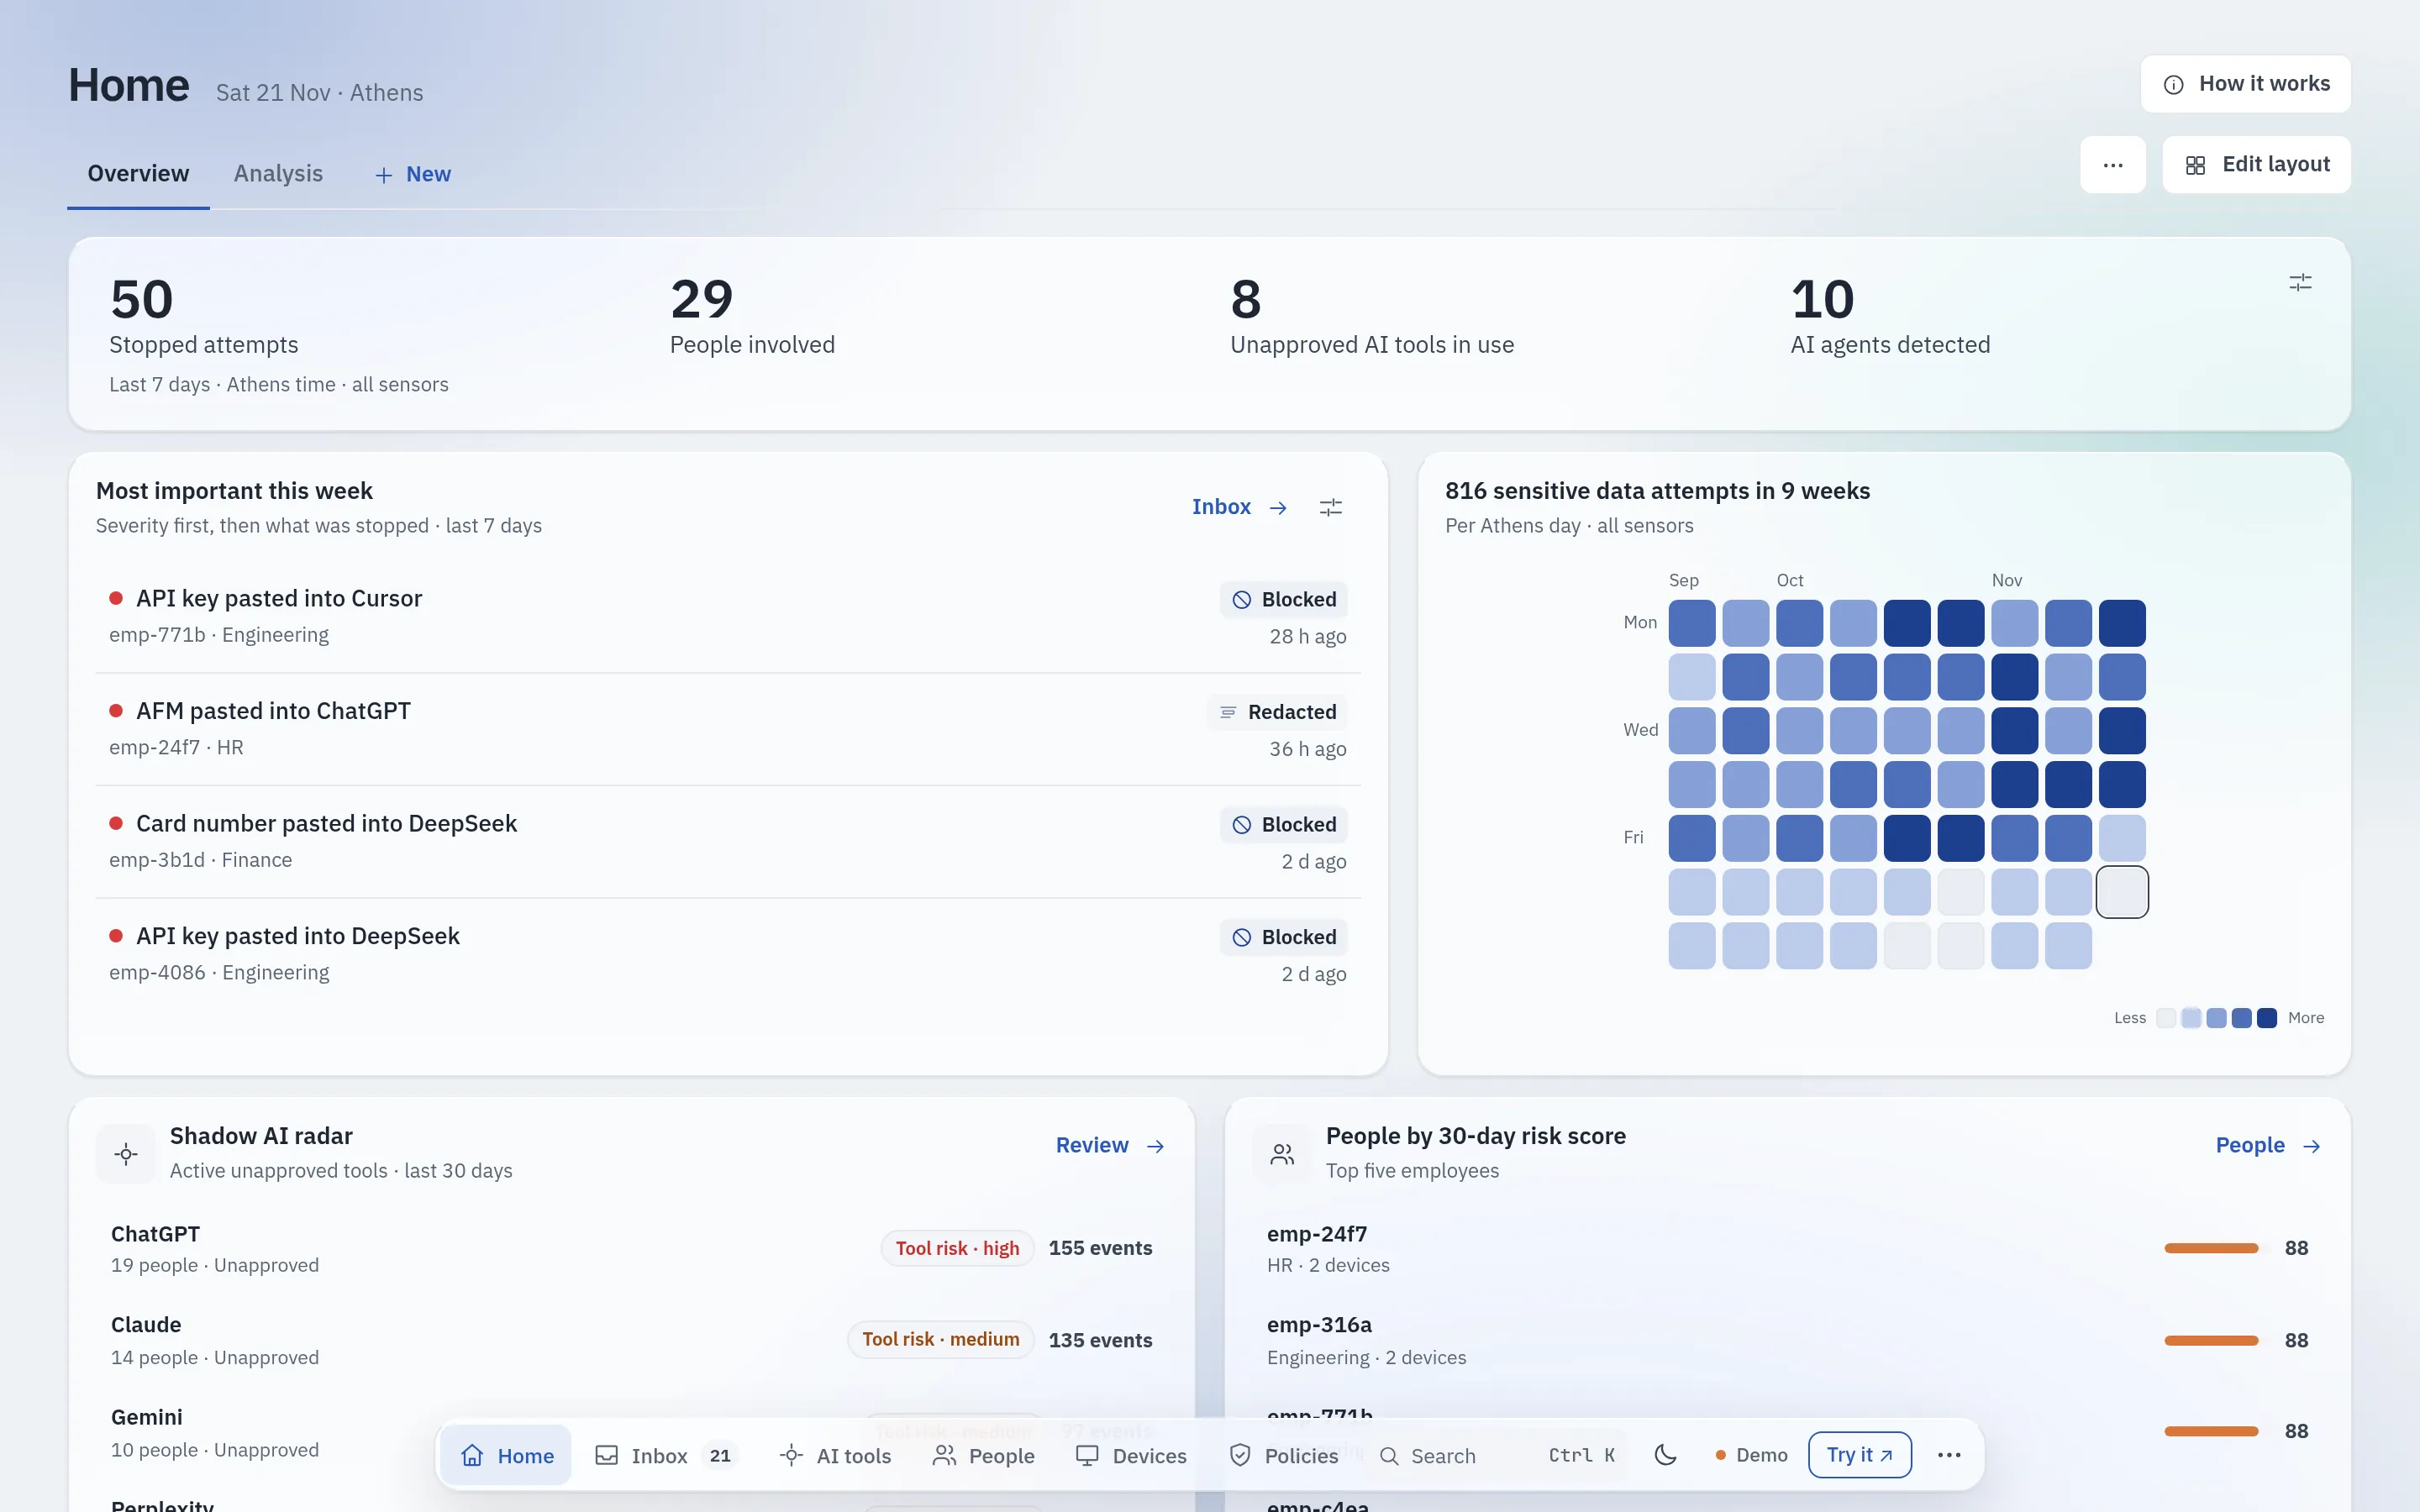 Home Sat 21 Nov · Athens
How it works
Overview Analysis + New
··· Edit layout
50
Stopped attempts
Last 7 days · Athens time · all sensors
29
People involved
8
Unapproved AI tools in use
10
AI agents detected
Most important this week
Severity first, then what was stopped · last 7 days
Inbox →
API key pasted into Cursor
emp-771b · Engineering
Blocked
28 h ago
AFM pasted into ChatGPT
emp-24f7 · HR
Redacted
36 h ago
Card number pasted into DeepSeek
emp-3b1d · Finance
Blocked
2 d ago
API key pasted into DeepSeek
emp-4086 · Engineering
Blocked
2 d ago
816 sensitive data attempts in 9 weeks
Per Athens day · all sensors
Sep Oct Nov
Mon
Wed
Fri
Less More
Shadow AI radar
Active unapproved tools · last 30 days
Review →
ChatGPT
19 people · Unapproved
Tool risk · high 155 events
Claude
14 people · Unapproved
Tool risk · medium 135 events
Gemini
10 people · Unapproved
Tool risk · medium 97 events
Perplexity
People by 30-day risk score
Top five employees
People →
emp-24f7
HR · 2 devices
88
emp-316a
Engineering · 2 devices
88
emp-771b
88
emp-c4ea
Home Inbox 21 AI tools People Devices Policies Search Ctrl K Demo Try it ↗ ···